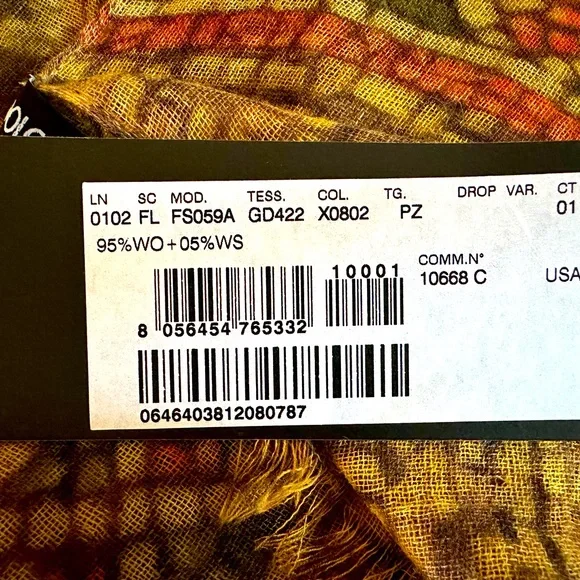 LN SC MOD. TESS. COL. TG. DROP VAR. CT
0102 FL FS059A GD422 X0802 PZ 01
95%WO+05%WS
10001
COMM.N°
10668 C USA
8 056454 765332
0646403812080787